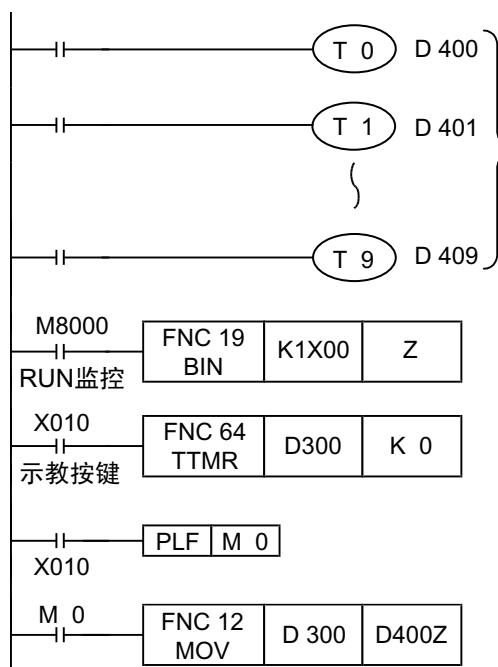 T 0 D 400
T 1 D 401
T 9 D 409
M8000
FNC 19
BIN
K1X00
Z
RUN监控
X010
FNC 64
TTMR
D300
K 0
示教按键
PLF M 0
X010
M 0
FNC 12
MOV
D 300
D400Z